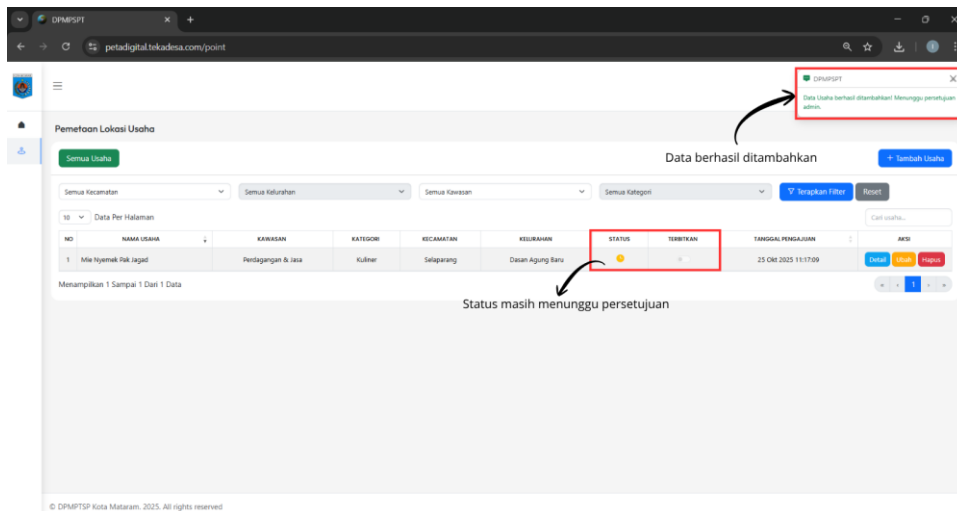 DPMPSPT
petadigital.tekadesa.com/point
DPMPSPT
Data Usaha berhasil ditambahkan! Menunggu persetujuan
admin.
Pemetaan Lokasi Usaha
Data berhasil ditambahkan
Semua Usaha
+ Tambah Usaha
Semua Kecamatan
Semua Kelurahan
Semua Kawasan
Semua Kategori
Terapkan Filter
Reset
10
Data Per Halaman
Cari usaha...
NO NAMA USAHA KAWASAN KATEGORI KECAMATAN KELURAHAN STATUS TERBITKAN TANGGAL PENGAJUAN AKSI
1 Mie Nyemek Pak Jagad Perdagangan & Jasa Kuliner Selaparang Dasan Agung Baru 25 Okt 2025 11:17:09 Detail Ubah Hapus
Menampilkan 1 Sampai 1 Dari 1 Data
« ‹ 1 › »
Status masih menunggu persetujuan
© DPMPTSP Kota Mataram. 2025. All rights reserved